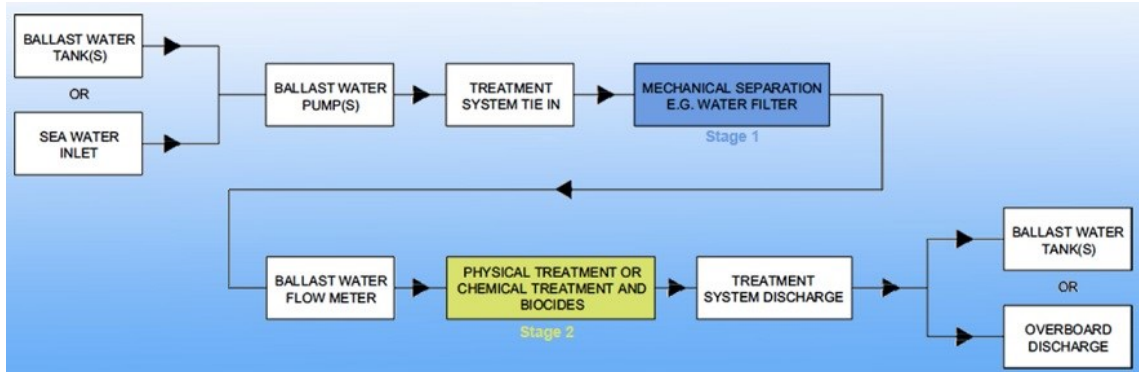 BALLAST WATER
TANK(S)
OR
SEA WATER
INLET
BALLAST WATER
PUMP(S)
TREATMENT
SYSTEM TIE IN
MECHANICAL SEPARATION
E.G. WATER FILTER
Stage 1
BALLAST WATER
FLOW METER
PHYSICAL TREATMENT OR
CHEMICAL TREATMENT AND
BIOCIDES
Stage 2
TREATMENT
SYSTEM DISCHARGE
BALLAST WATER
TANK(S)
OR
OVERBOARD
DISCHARGE